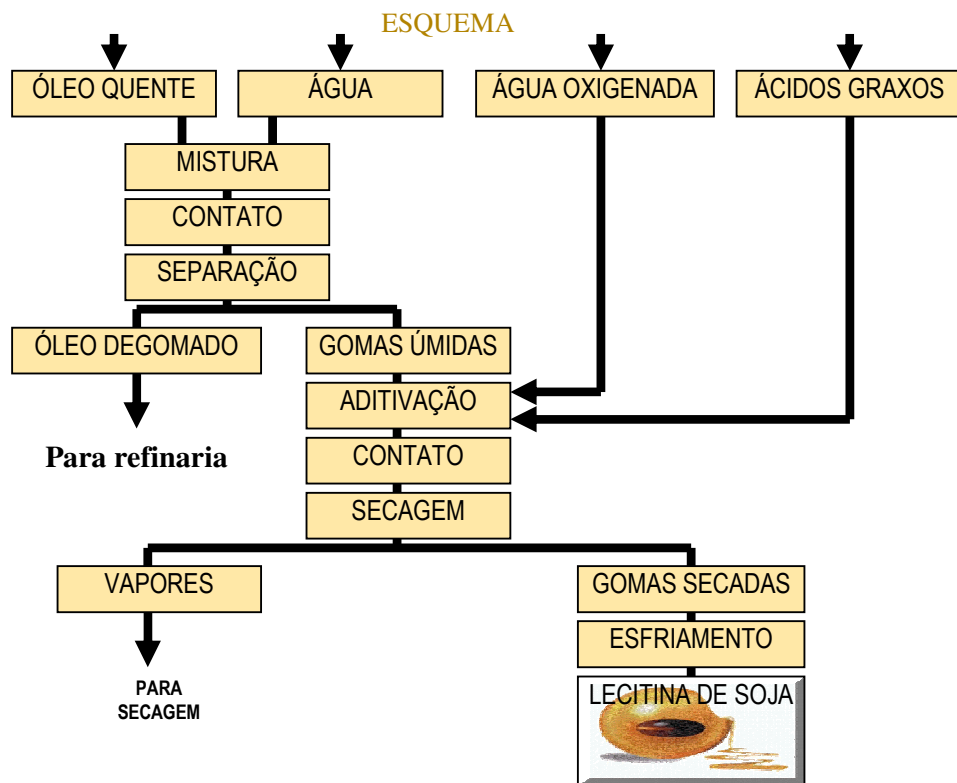 ESQUEMA
ÓLEO QUENTE
ÁGUA
ÁGUA OXIGENADA
ÁCIDOS GRAXOS
MISTURA
CONTATO
SEPARAÇÃO
ÓLEO DEGOMADO
GOMAS ÚMIDAS
ADITIVAÇÃO
Para refinaria
CONTATO
SECAGEM
VAPORES
GOMAS SECADAS
ESFRIAMENTO
PARA
SECAGEM
LECITINA DE SOJA